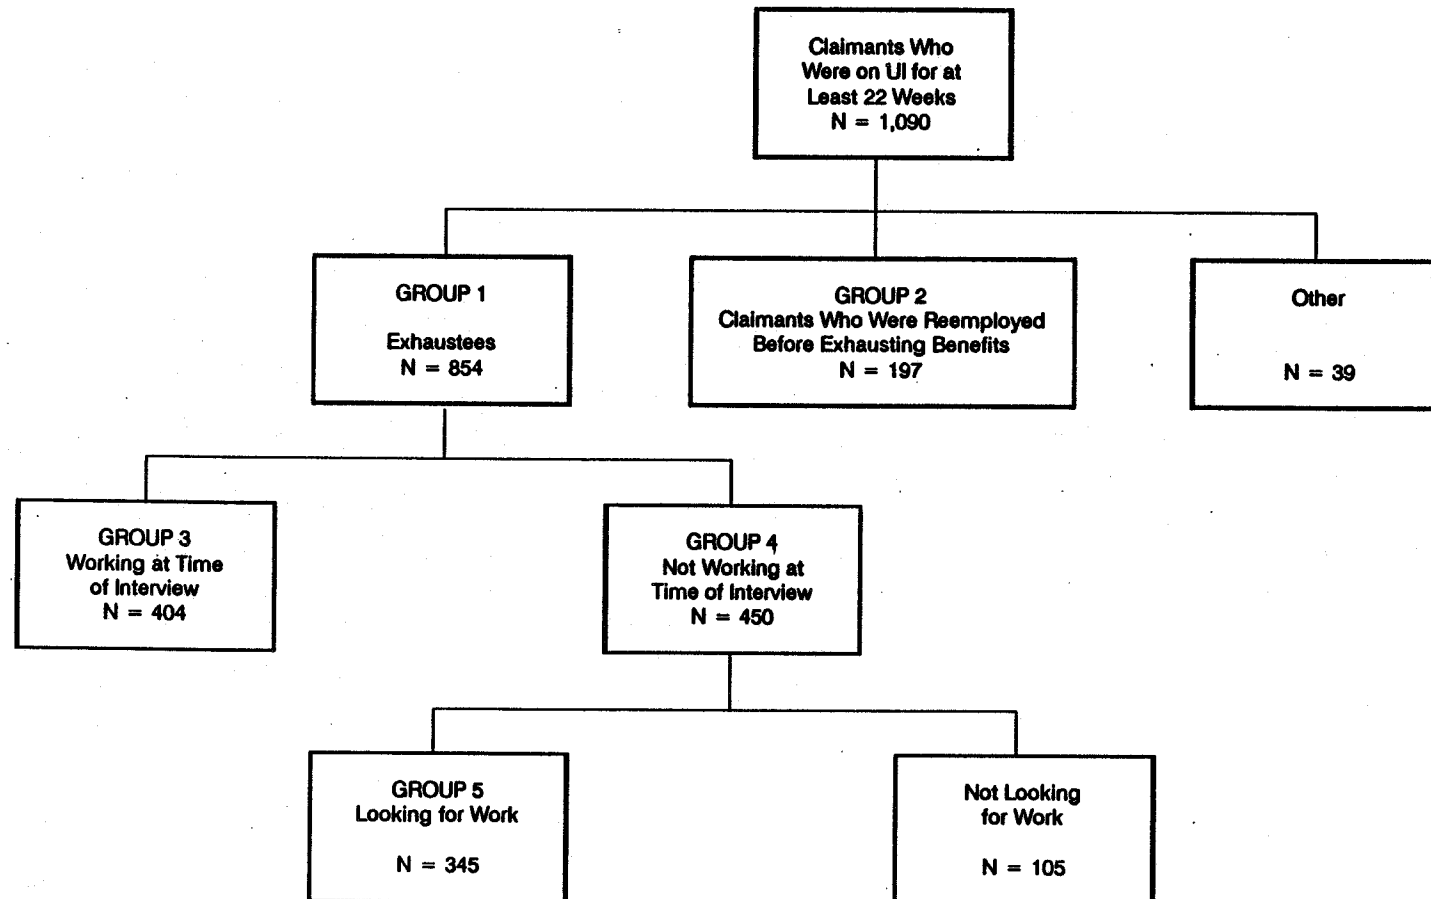 Claimants Who
Were on UI for at
Least 22 Weeks
N = 1,090
GROUP 1
Exhaustees
N = 854
GROUP 2
Claimants Who Were Reemployed
Before Exhausting Benefits
N = 197
Other
N = 39
GROUP 3
Working at Time
of Interview
N = 404
GROUP 4
Not Working at
Time of Interview
N = 450
GROUP 5
Looking for Work
N = 345
Not Looking
for Work
N = 105